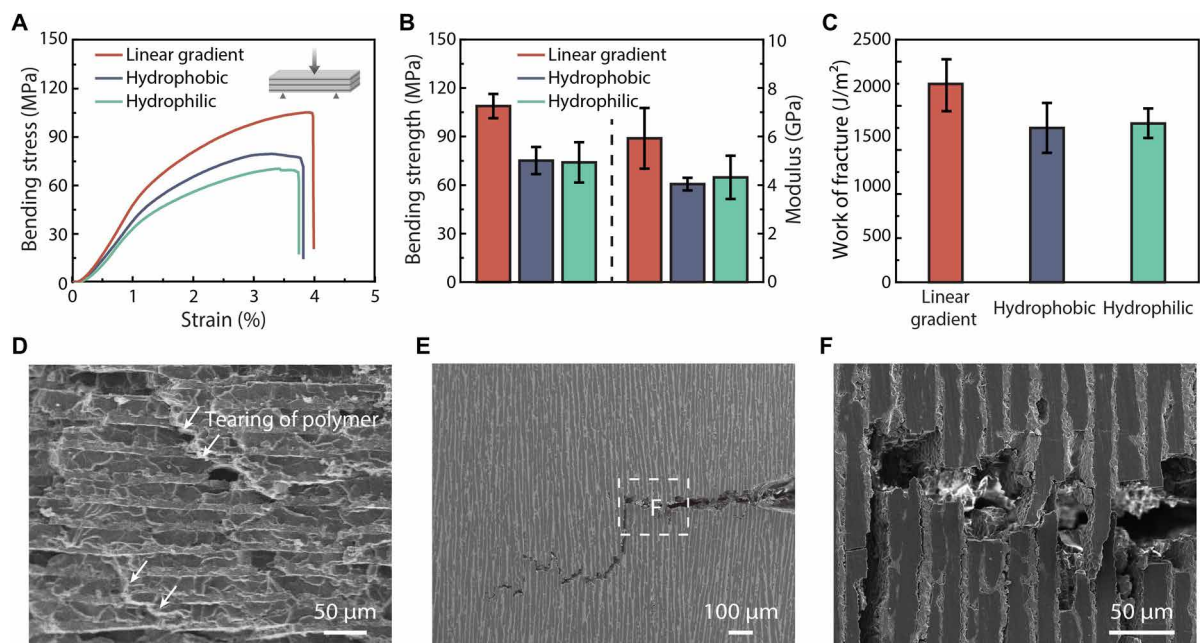 A
150
120
90
60
30
0
Bending stress (MPa)
Linear gradient
Hydrophobic
Hydrophilic
0
1
2
3
4
5
Strain (%)
B
150
120
90
60
30
0
Bending strength (MPa)
Linear gradient
Hydrophobic
Hydrophilic
10
8
6
4
2
0
Modulus (GPa)
C
2500
2000
1500
2000
500
0
Work of fracture (J/m²)
Linear
gradient
Hydrophobic
Hydrophilic
D
Tearing of polymer
50 μm
E
F
100 μm
F
50 μm